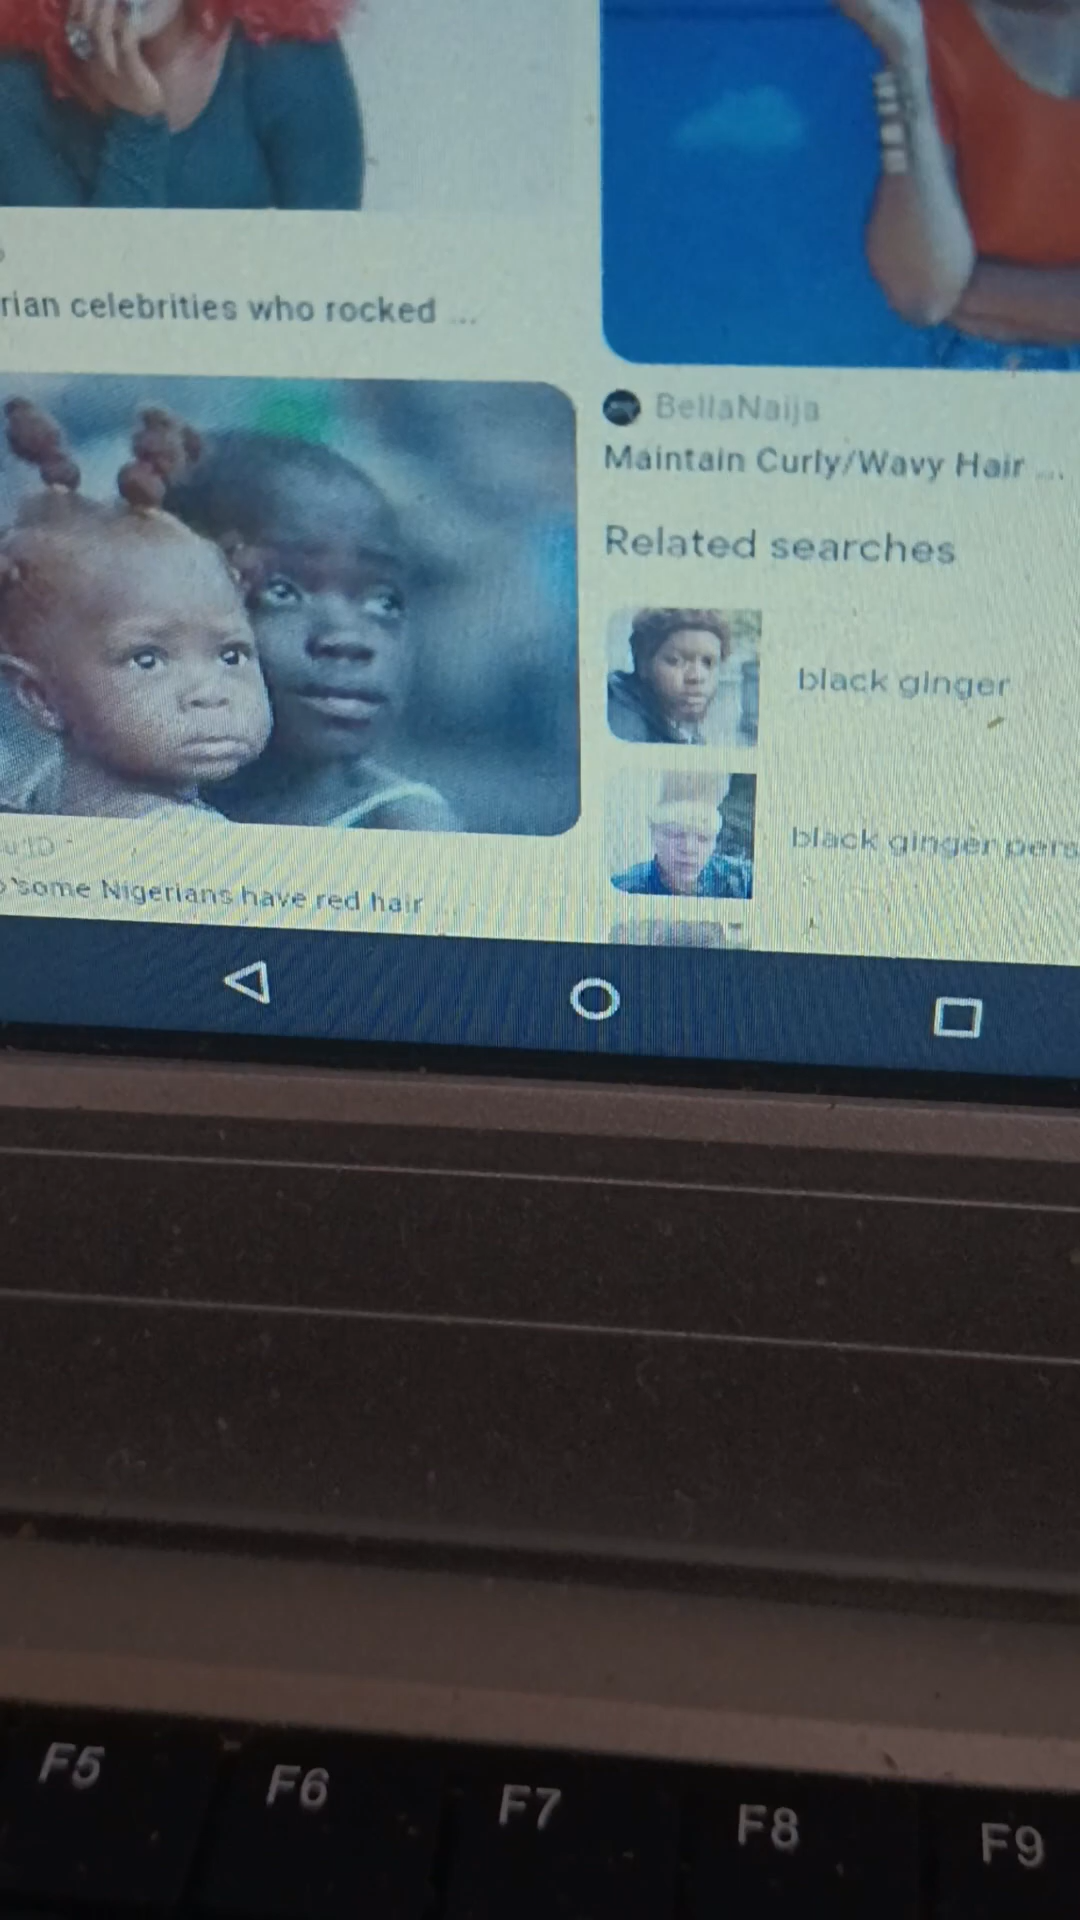 rian celebrities who rocked ...
BellaNaija
Maintain Curly/Wavy Hair ...
Related searches
black ginger
black ginger pers
some Nigerians have red hair ...
F5
F6
F7
F8
F9